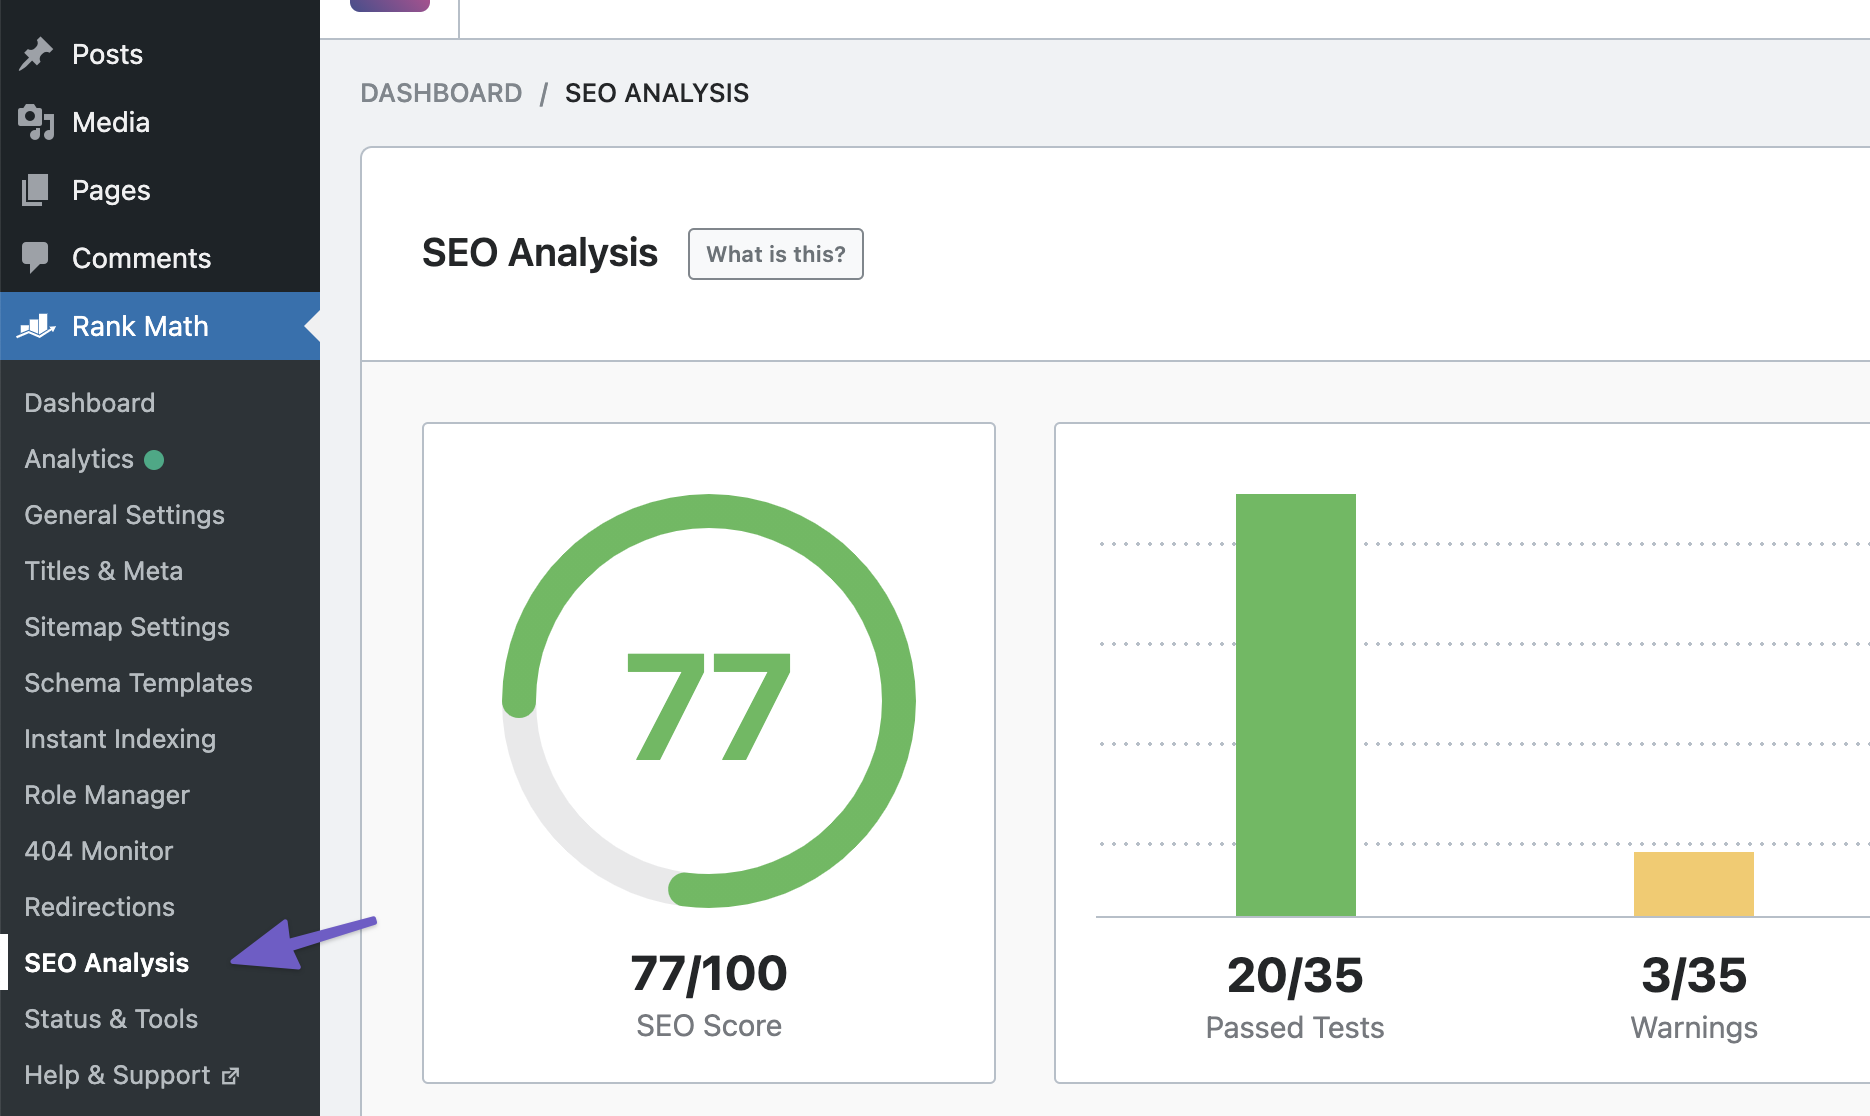 Posts
Media
Pages
Comments
Rank Math
Dashboard
Analytics
General Settings
Titles & Meta
Sitemap Settings
Schema Templates
Instant Indexing
Role Manager
404 Monitor
Redirections
SEO Analysis
Status & Tools
Help & Support
DASHBOARD / SEO ANALYSIS
SEO Analysis What is this?
77
77/100
SEO Score
20/35
Passed Tests
3/35
Warnings